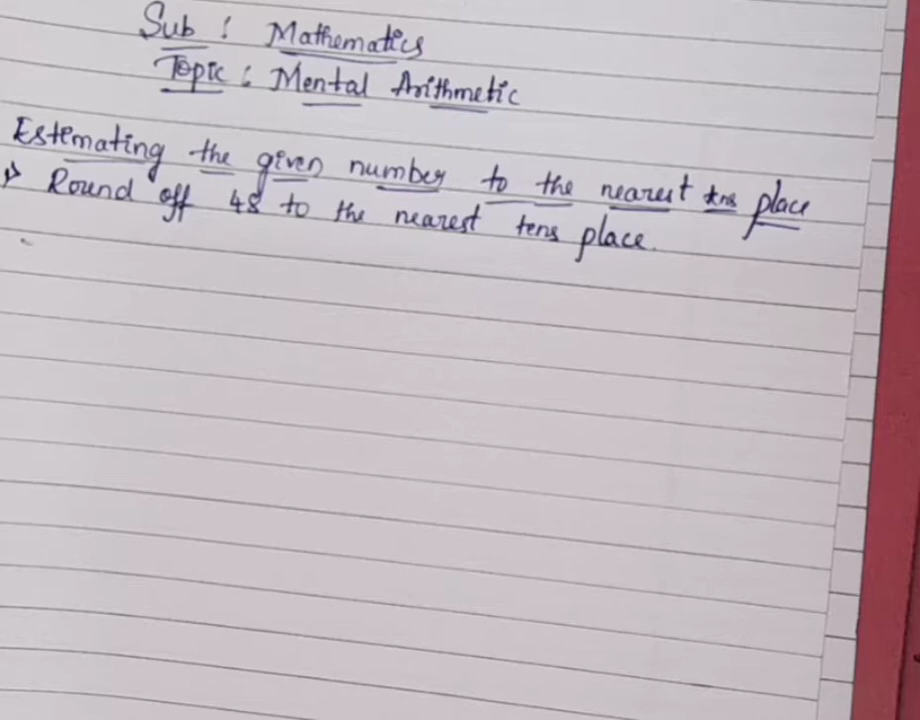 Sub : Mathematics
Topic : Mental Arithmetic
Estemating the given number to the nearest tens place
1) Round off 48 to the nearest tens place.